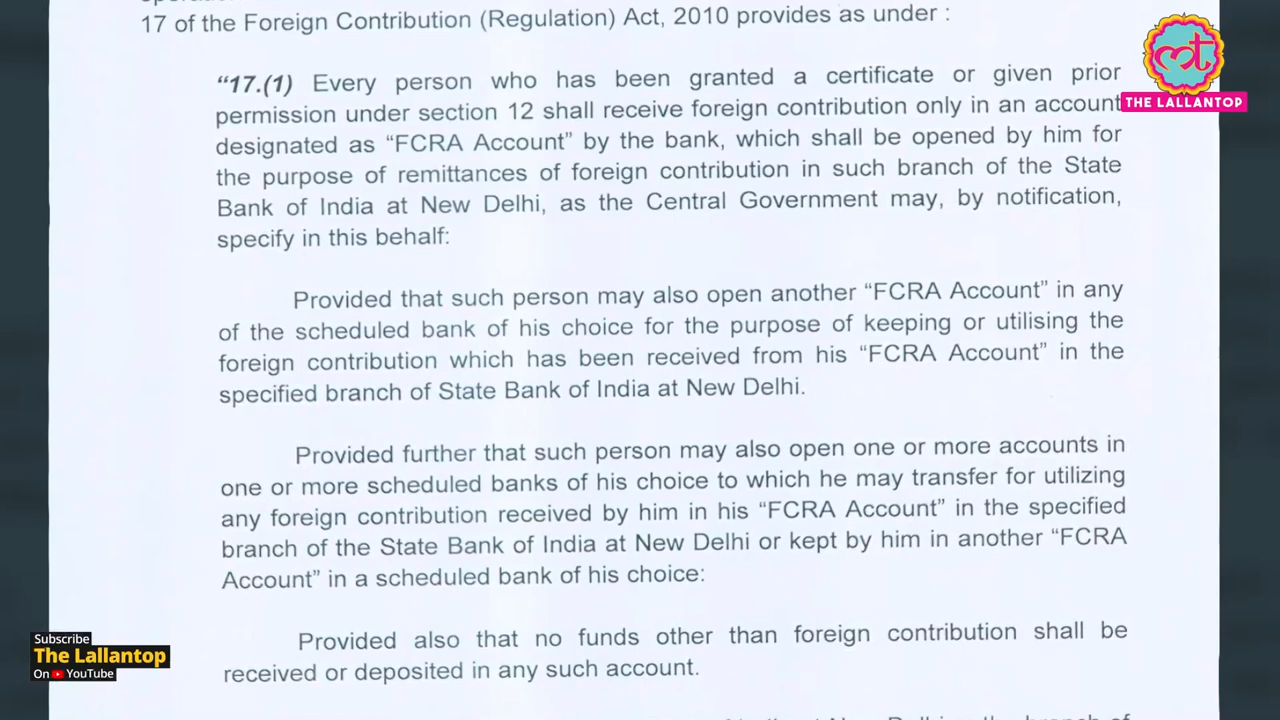 17 of the Foreign Contribution (Regulation) Act, 2010 provides as under :
“17.(1) Every person who has been granted a certificate or given prior
permission under section 12 shall receive foreign contribution only in an account
designated as “FCRA Account” by the bank, which shall be opened by him for
the purpose of remittances of foreign contribution in such branch of the State
Bank of India at New Delhi, as the Central Government may, by notification,
specify in this behalf:
Provided that such person may also open another “FCRA Account” in any
of the scheduled bank of his choice for the purpose of keeping or utilising the
foreign contribution which has been received from his “FCRA Account” in the
specified branch of State Bank of India at New Delhi.
Provided further that such person may also open one or more accounts in
one or more scheduled banks of his choice to which he may transfer for utilizing
any foreign contribution received by him in his “FCRA Account” in the specified
branch of the State Bank of India at New Delhi or kept by him in another “FCRA
Account” in a scheduled bank of his choice:
Provided also that no funds other than foreign contribution shall be
received or deposited in any such account.
THE LALLANTOP
Subscribe
The Lallantop
On YouTube